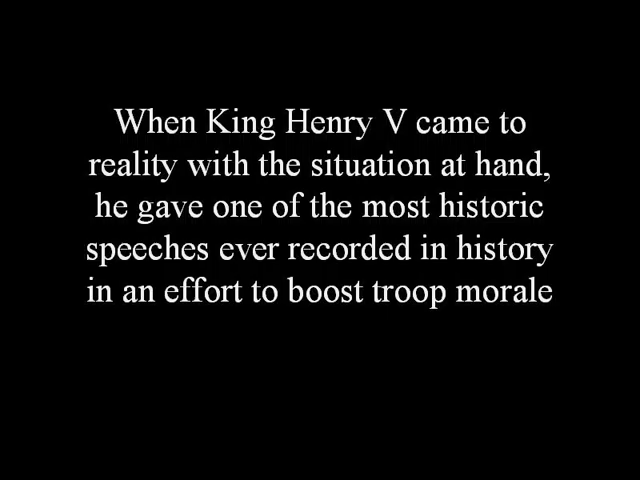 When King Henry V came to
reality with the situation at hand,
he gave one of the most historic
speeches ever recorded in history
in an effort to boost troop morale